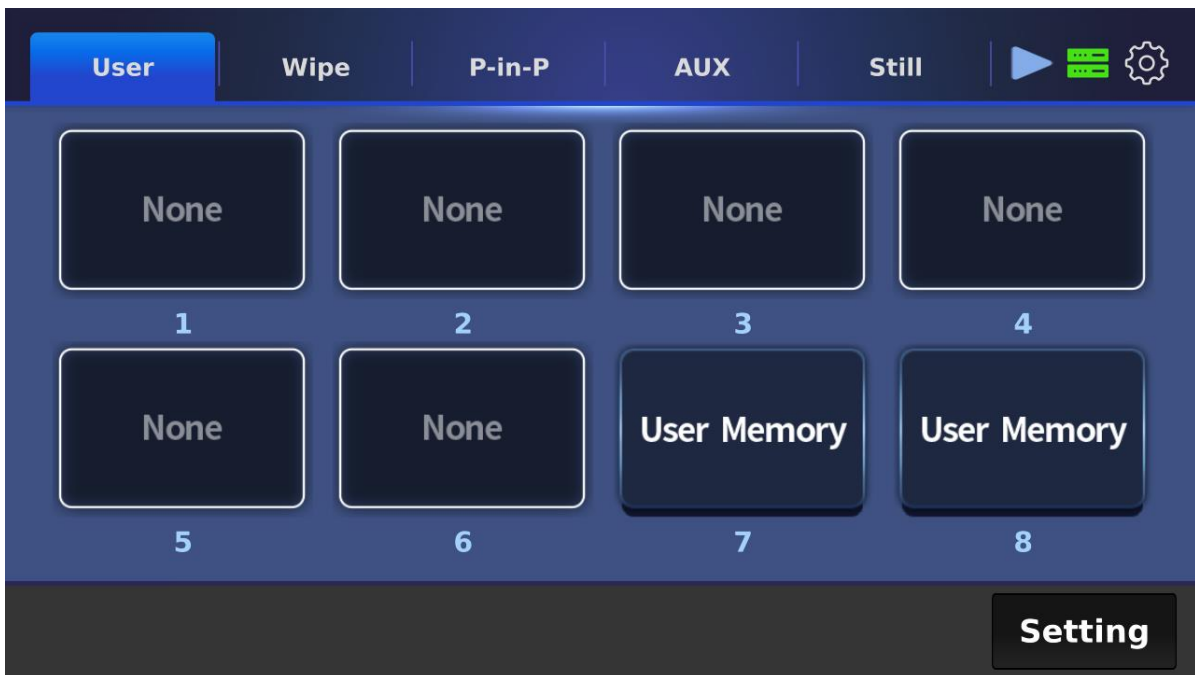 User Wipe P-in-P AUX Still
None None None None
1 2 3 4
None None User Memory User Memory
5 6 7 8
Setting